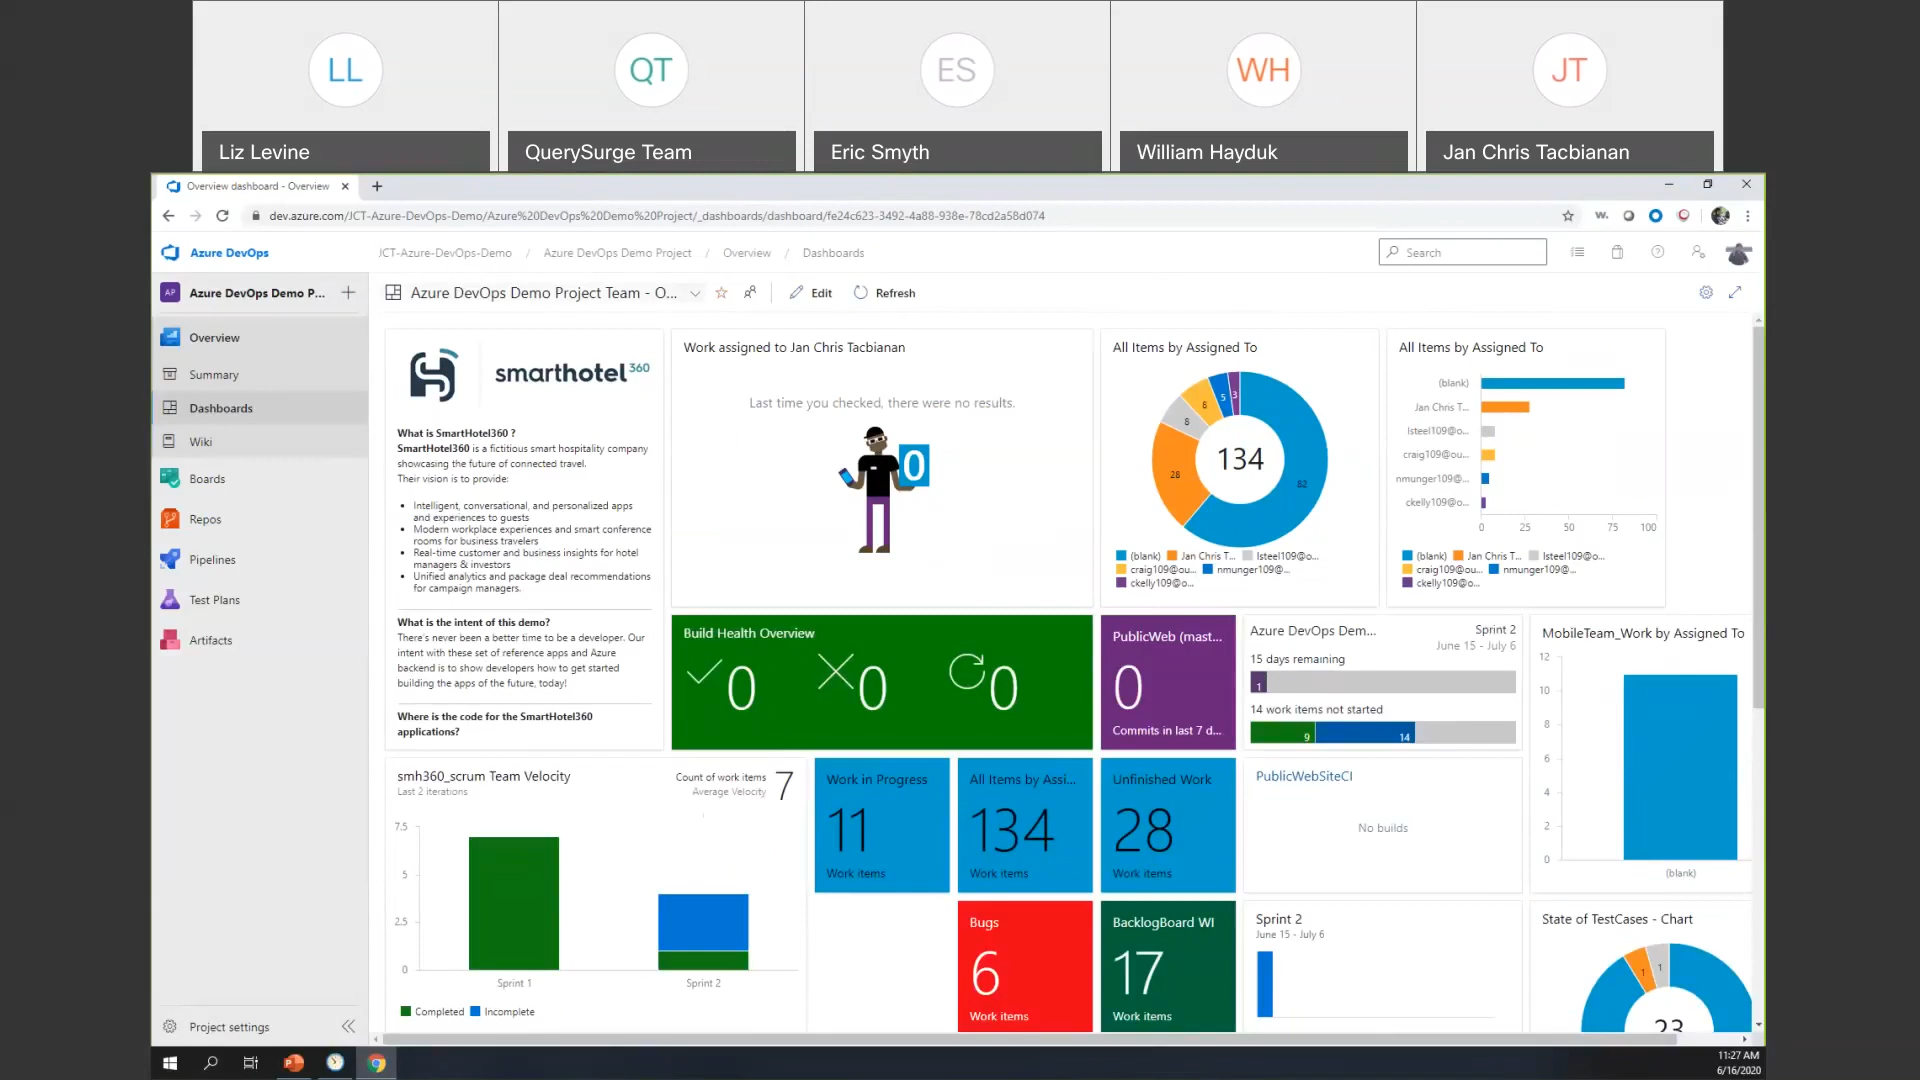 LL
QT
ES
WH
JT
Liz Levine
QuerySurge Team
Eric Smyth
William Hayduk
Jan Chris Tacbianan
Overview dashboard - Overview
dev.azure.com/JCT-Azure-DevOps-Demo/Azure%20DevOps%20Demo%20Project/_dashboards/dashboard/fe24c623-3492-4a88-938e-78cd2a58d074
W.
Azure DevOps
JCT-Azure-DevOps-Demo / Azure DevOps Demo Project / Overview / Dashboards
Search
AP
Azure DevOps Demo P...
Azure DevOps Demo Project Team - O...
Edit
Refresh
Overview
Summary
Dashboards
Wiki
Boards
Repos
Pipelines
Test Plans
Artifacts
Project settings
smarthotel360
What is SmartHotel360 ?
SmartHotel360 is a fictitious smart hospitality company
showcasing the future of connected travel.
Their vision is to provide:
• Intelligent, conversational, and personalized apps
and experiences to guests
• Modern workplace experiences and smart conference
rooms for business travelers
• Real-time customer and business insights for hotel
managers & investors
• Unified analytics and package deal recommendations
for campaign managers.
What is the intent of this demo?
There's never been a better time to be a developer. Our
intent with these set of reference apps and Azure
backend is to show developers how to get started
building the apps of the future, today!
Where is the code for the SmartHotel360
applications?
Work assigned to Jan Chris Tacbianan
Last time you checked, there were no results.
0
All Items by Assigned To
134
82
28
8
8
5
3
(blank) Jan Chris T... lsteel109@o...
craig109@ou... nmunger109@...
ckelly109@o...
All Items by Assigned To
(blank)
Jan Chris T...
lsteel109@o...
craig109@ou...
nmunger109@...
ckelly109@o...
0 25 50 75 100
(blank) Jan Chris T... lsteel109@o...
craig109@ou... nmunger109@...
ckelly109@o...
Build Health Overview
0 0 0
PublicWeb (mast...
0
Commits in last 7 d...
Azure DevOps Dem...
Sprint 2
June 15 - July 6
15 days remaining
1
14 work items not started
9 14
MobileTeam_Work by Assigned To
12
10
8
6
4
2
0
(blank)
smh360_scrum Team Velocity
Last 2 iterations
Count of work items
Average Velocity
7
7.5
5
2.5
0
Sprint 1 Sprint 2
Completed Incomplete
Work in Progress
11
Work items
All Items by Assi...
134
Work items
Unfinished Work
28
Work items
PublicWebSiteCI
No builds
Bugs
6
Work items
BacklogBoard WI
17
Work items
Sprint 2
June 15 - July 6
State of TestCases - Chart
1 1
23
11:27 AM
6/16/2020